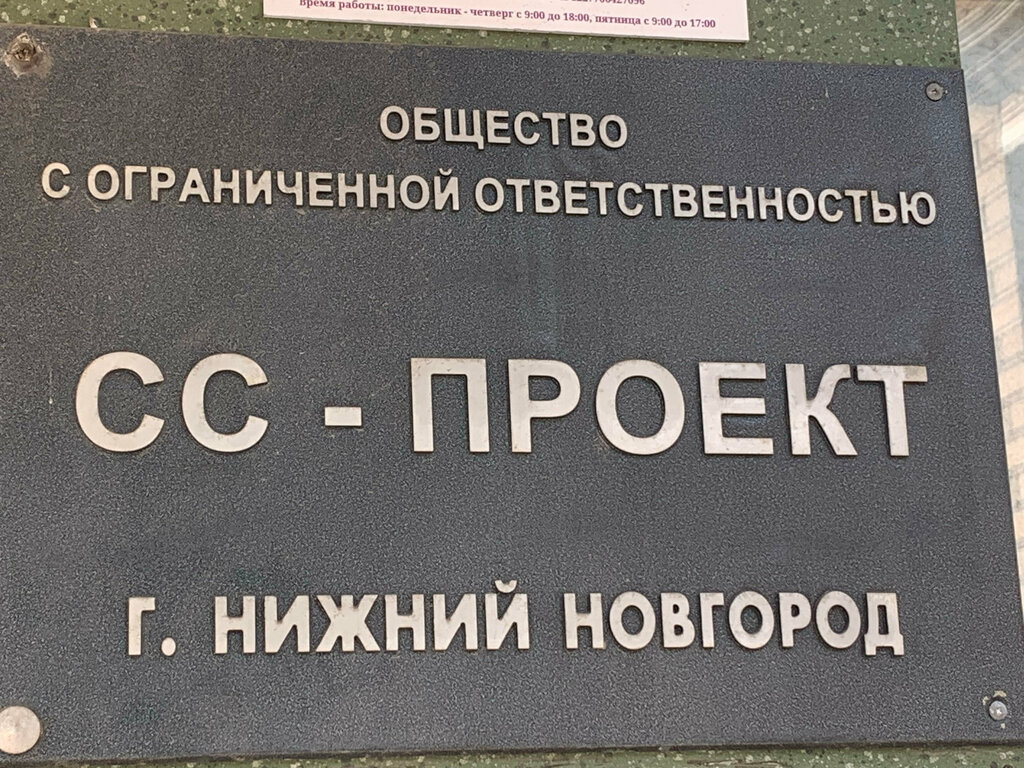 Время работы: понедельник - четверг с 9:00 до 18:00, пятница с 9:00 до 17:00
ОБЩЕСТВО
С ОГРАНИЧЕННОЙ ОТВЕТСТВЕННОСТЬЮ
СС - ПРОЕКТ
Г. НИЖНИЙ НОВГОРОД